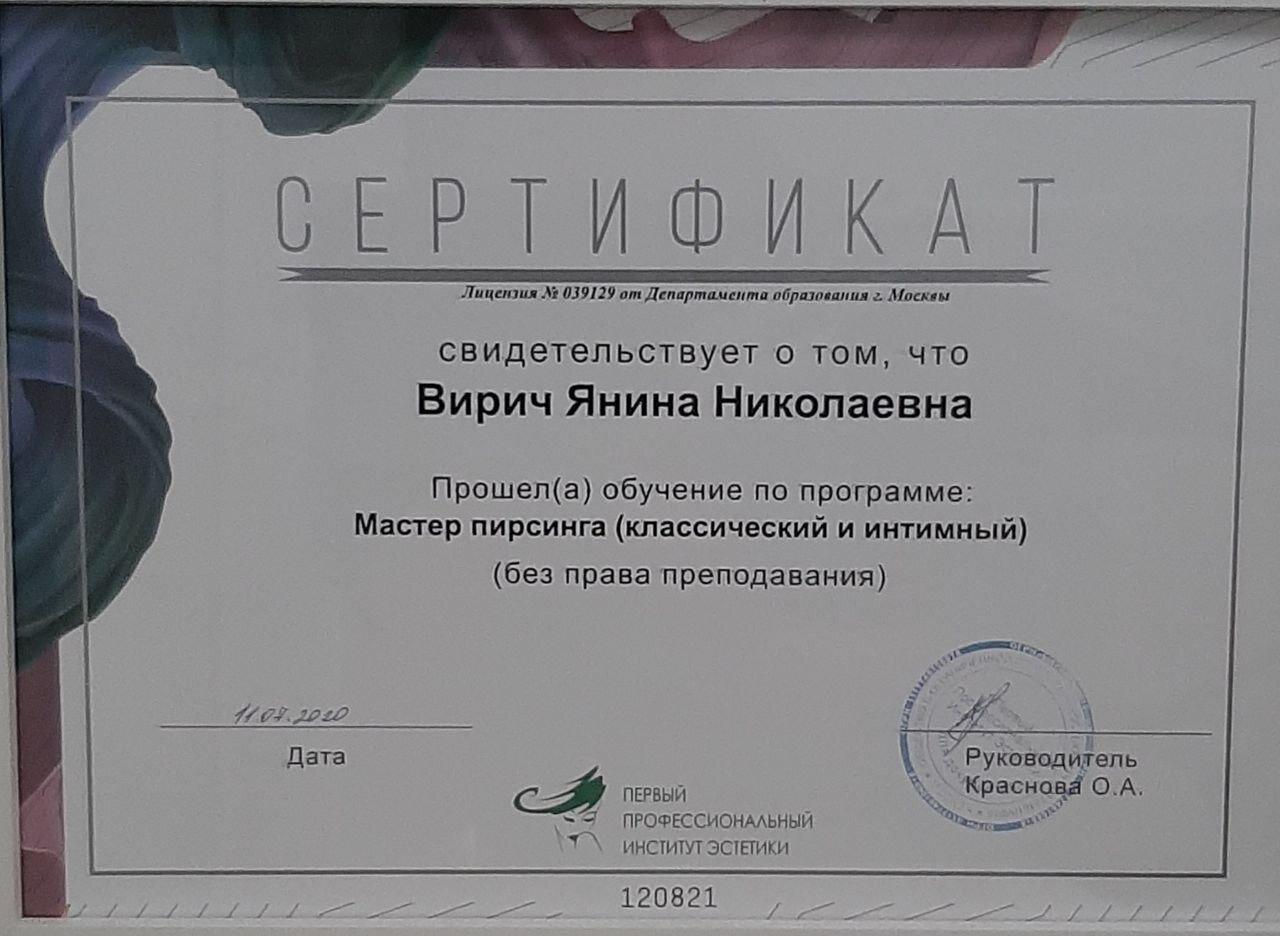 СЕРТИФИКАТ
Лицензия № 039129 от Департамента образования г. Москвы
свидетельствует о том, что
Вирич Янина Николаевна
Прошел(а) обучение по программе:
Мастер пирсинга (классический и интимный)
(без права преподавания)
11.07.2020
Дата
Руководитель
Краснова О.А.
ПЕРВЫЙ
ПРОФЕССИОНАЛЬНЫЙ
ИНСТИТУТ ЭСТЕТИКИ
120821